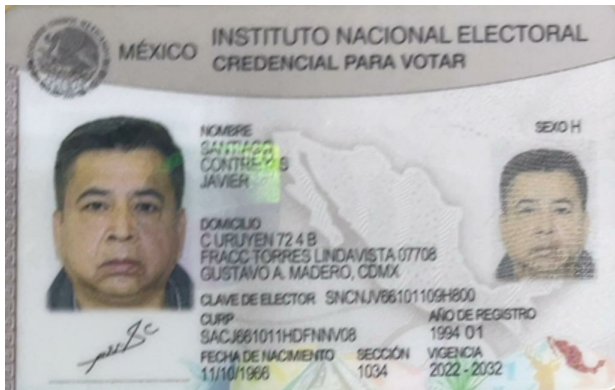 MÉXICO INSTITUTO NACIONAL ELECTORAL
CREDENCIAL PARA VOTAR
NOMBRE
SEXO H
SANTIAGO
JAVIER
DOMICILIO
C URUYEN 72 4 B
FRACC TORRES LINDAVISTA 07708
GUSTAVO A. MADERO, CDMX
CLAVE DE ELECTOR SNCNJV66101109H800
CURP
AÑO DE REGISTRO
SACJ661011HDFNNV08
1994 01
FECHA DE NACIMIENTO SECCIÓN VIGENCIA
11/10/1966 1034 2022 - 2032